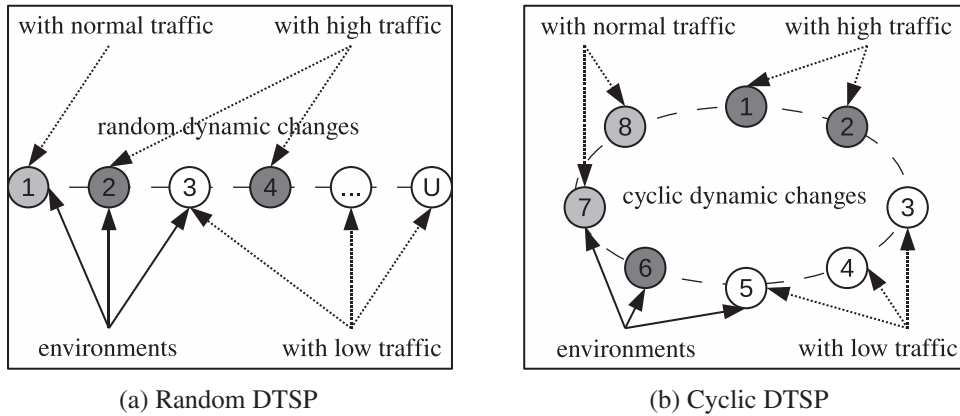 with normal traffic
with high traffic
random dynamic changes
1 2 3 4 ... U
environments
with low traffic
(a) Random DTSP
with normal traffic
with high traffic
1
2
8
cyclic dynamic changes
7
3
6
5
4
environments
with low traffic
(b) Cyclic DTSP